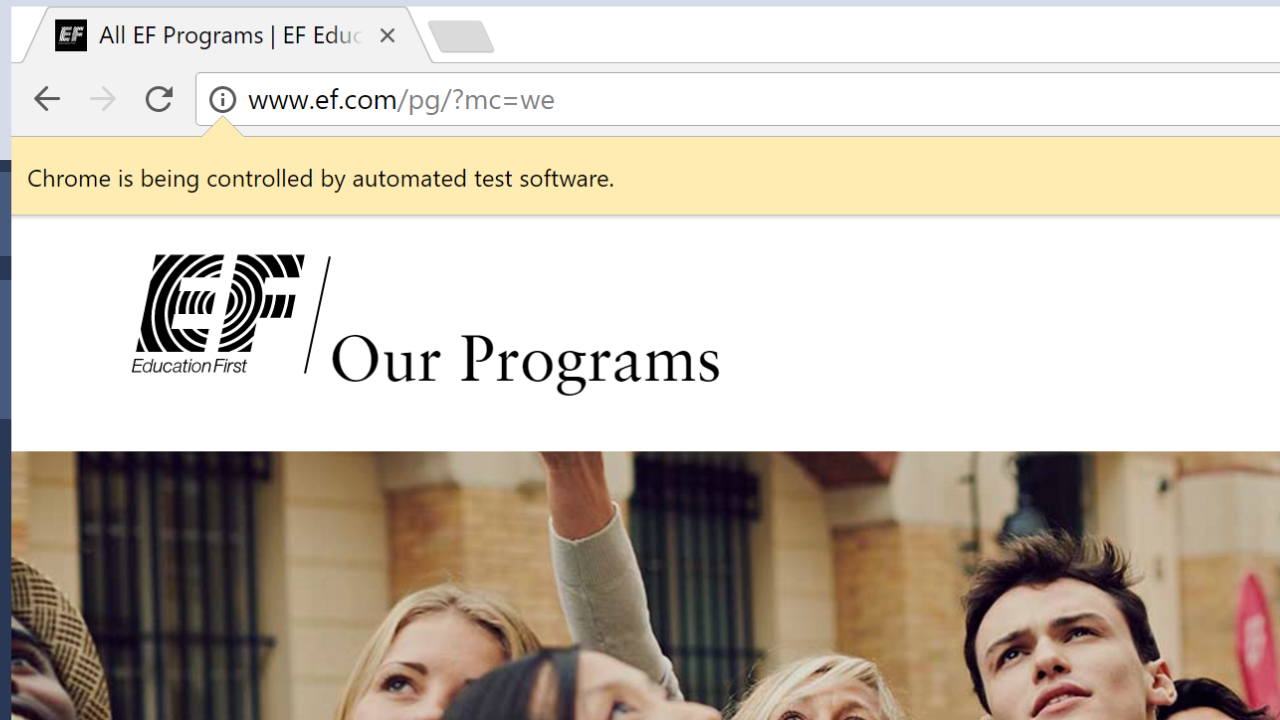 EF
All EF Programs | EF Educ
www.ef.com/pg/?mc=we
Chrome is being controlled by automated test software.
EF
Education First
Our Programs